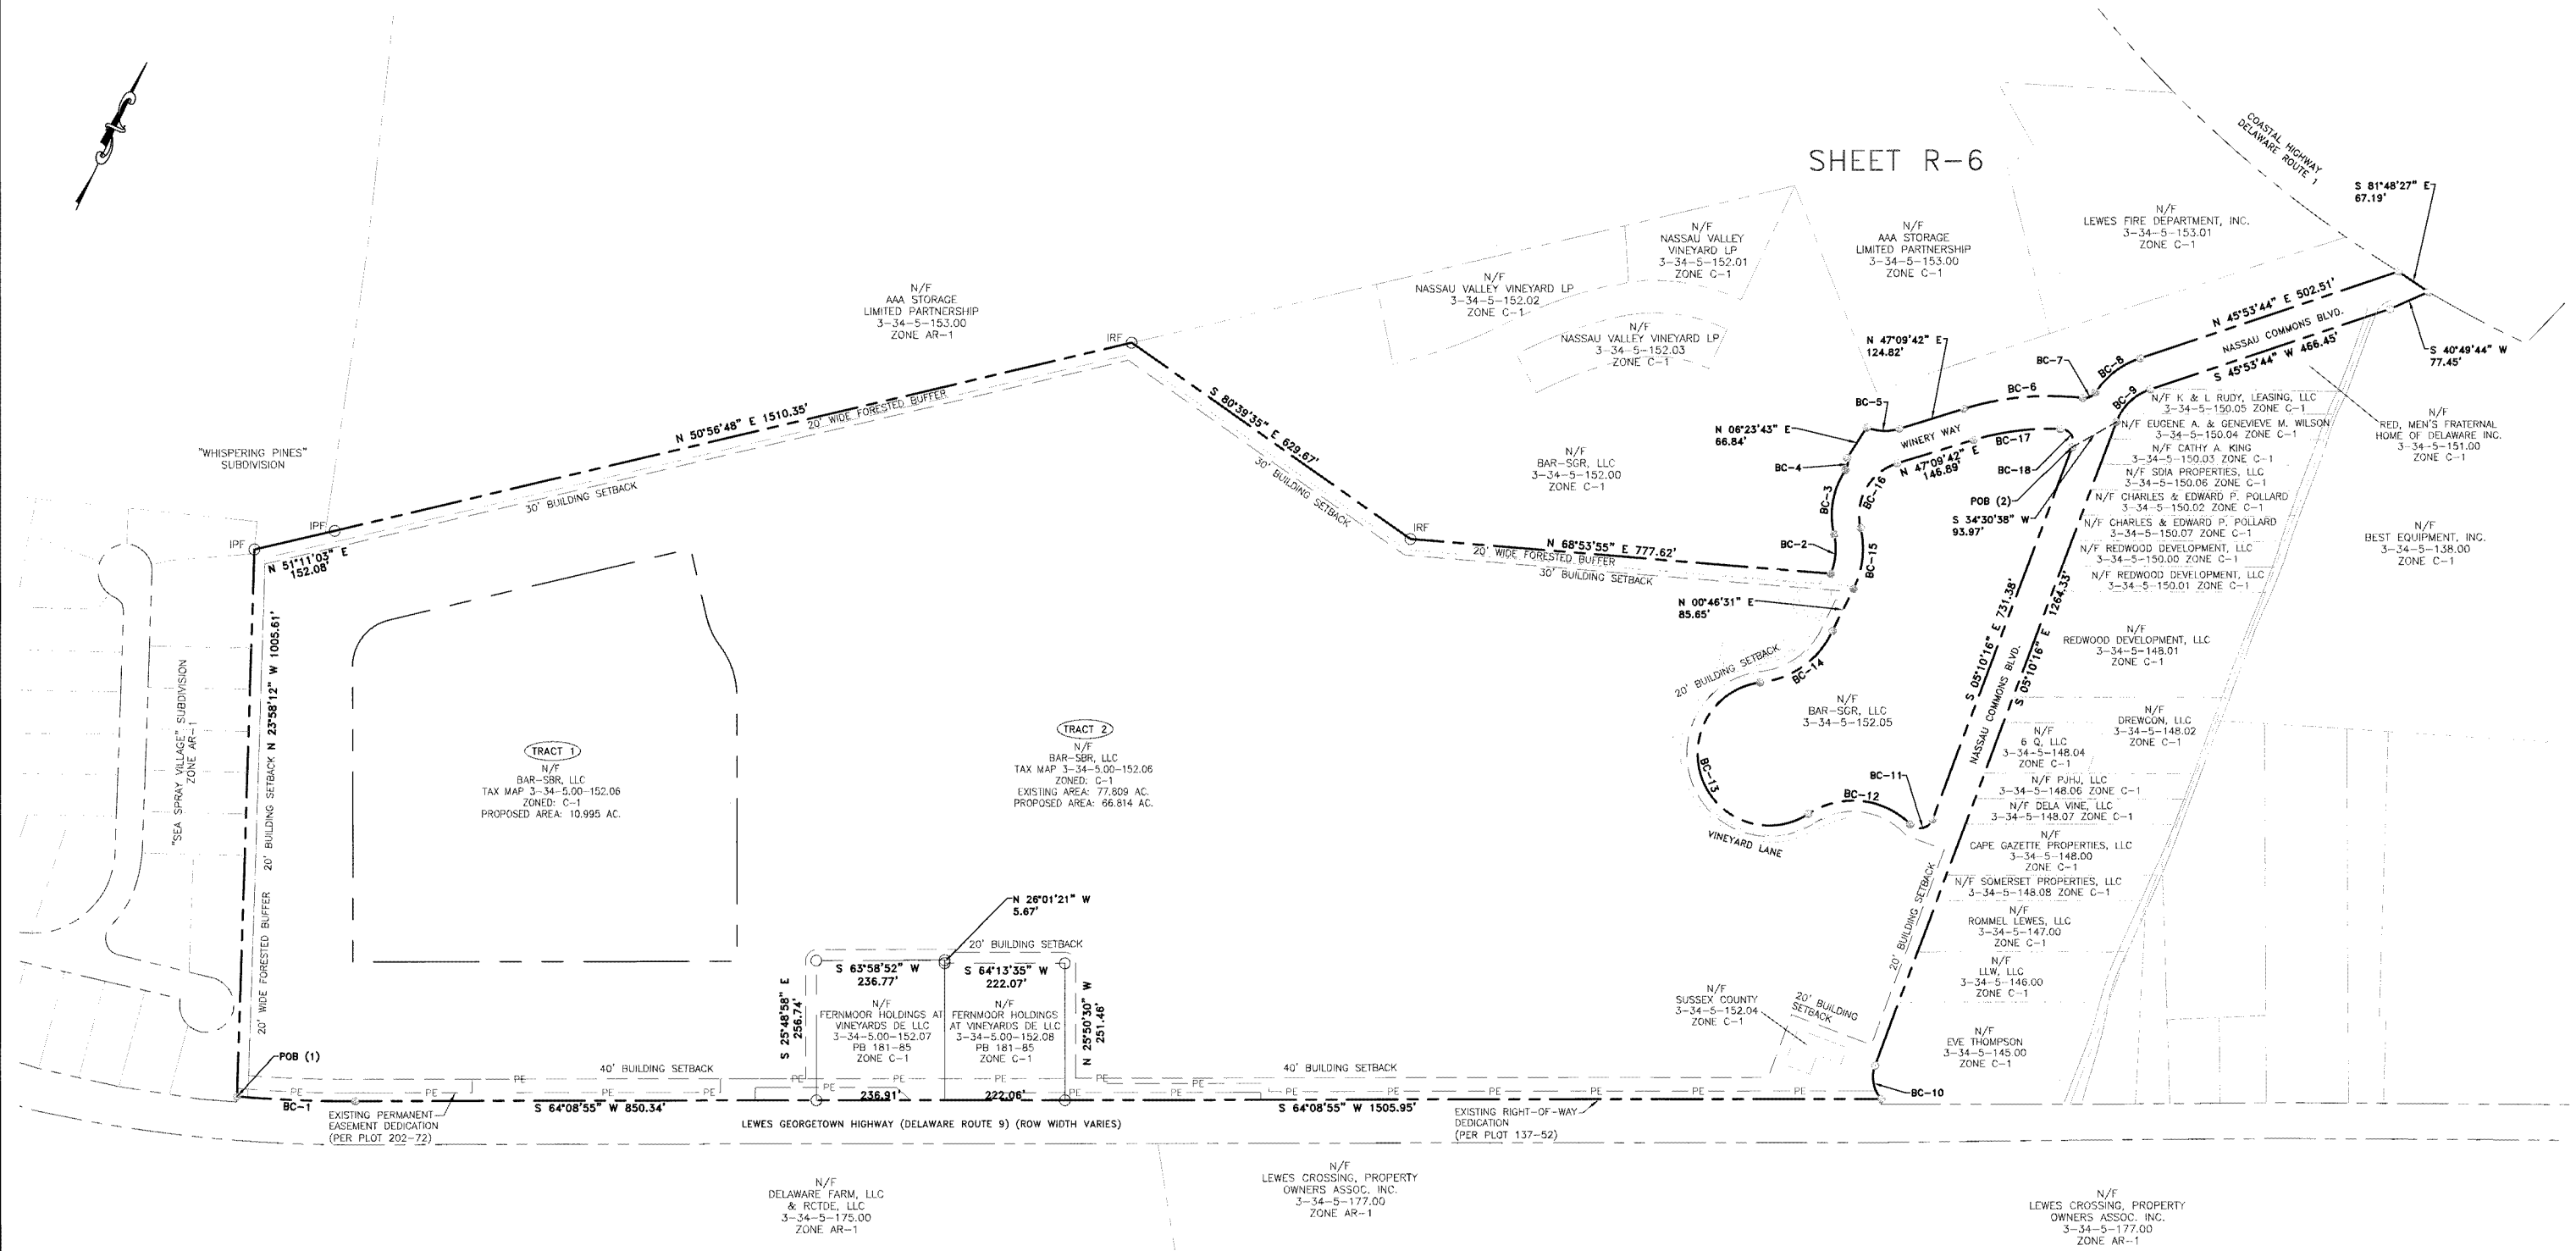 SHEET R-6
COASTAL HIGHWAY
DELAWARE ROUTE 1
S 81°48'27" E
67.19'
N/F
LEWES FIRE DEPARTMENT, INC.
3-34-5-153.01
ZONE C-1
N/F
NASSAU VALLEY
VINEYARD LP
3-34-5-152.01
ZONE C-1
N/F
AAA STORAGE
LIMITED PARTNERSHIP
3-34-5-153.00
ZONE C-1
N/F
NASSAU VALLEY VINEYARD LP
3-34-5-152.02
ZONE C-1
N/F
AAA STORAGE
LIMITED PARTNERSHIP
3-34-5-153.00
ZONE AR-1
N/F
NASSAU VALLEY VINEYARD LP
3-34-5-152.03
ZONE C-1
N 45°53'44" E 502.51'
NASSAU COMMONS BLVD.
S 45°53'44" W 466.45'
S 40°49'44" W
77.45'
IRF
N 47°09'42" E
124.82'
BC-7
BC-8
BC-6
BC-9
BC-5
N 06°23'43" E
66.84'
WINERY WAY
BC-17
N 47°09'42" E
146.89'
BC-18
BC-4
BC-3
BC-16
POB (2)
S 34°30'38" W
93.97'
BC-2
BC-15
N/F K & L RUDY, LEASING, LLC
3-34-5-150.05 ZONE C-1
N/F EUGENE A. & GENEVIEVE M. WILSON
3-34-5-150.04 ZONE C-1
N/F CATHY A. KING
3-34-5-150.03 ZONE C-1
N/F SDIA PROPERTIES, LLC
3-34-5-150.06 ZONE C-1
N/F CHARLES & EDWARD P. POLLARD
3-34-5-150.02 ZONE C-1
N/F CHARLES & EDWARD P. POLLARD
3-34-5-150.07 ZONE C-1
N/F REDWOOD DEVELOPMENT, LLC
3-34-5-150.00 ZONE C-1
N/F REDWOOD DEVELOPMENT, LLC
3-34-5-150.01 ZONE C-1
N/F
RED, MEN'S FRATERNAL
HOME OF DELAWARE INC.
3-34-5-151.00
ZONE C-1
N/F
BEST EQUIPMENT, INC.
3-34-5-138.00
ZONE C-1
N 50°56'48" E 1510.35'
20' WIDE FORESTED BUFFER
30' BUILDING SETBACK
S 80°39'35" E 629.67'
30' BUILDING SETBACK
N/F
BAR-SGR, LLC
3-34-5-152.00
ZONE C-1
IRF
N 68°53'55" E 777.62'
20' WIDE FORESTED BUFFER
30' BUILDING SETBACK
"WHISPERING PINES"
SUBDIVISION
IPF
IPF
N 51°11'03" E
152.08'
N 00°46'31" E
85.65'
20' BUILDING SETBACK
BC-14
S 05°10'16" E 731.38'
S 05°10'16" E 1264.33'
NASSAU COMMONS BLVD.
N/F
REDWOOD DEVELOPMENT, LLC
3-34-5-148.01
ZONE C-1
N/F
BAR-SGR, LLC
3-34-5-152.05
N/F
DREWCON, LLC
3-34-5-148.02
ZONE C-1
N/F
6 Q, LLC
3-34-5-148.04
ZONE C-1
N/F PJHJ, LLC
3-34-5-148.06 ZONE C-1
N/F DELA VINE, LLC
3-34-5-148.07 ZONE C-1
N/F
CAPE GAZETTE PROPERTIES, LLC
3-34-5-148.00
ZONE C-1
N/F SOMERSET PROPERTIES, LLC
3-34-5-148.08 ZONE C-1
N/F
ROMMEL LEWES, LLC
3-34-5-147.00
ZONE C-1
N/F
LLW, LLC
3-34-5-146.00
ZONE C-1
N/F
EVE THOMPSON
3-34-5-145.00
ZONE C-1
BC-11
BC-12
BC-13
VINEYARD LANE
"SEA SPRAY VILLAGE" SUBDIVISION
ZONE AR-1
20' WIDE FORESTED BUFFER
20' BUILDING SETBACK
N 23°58'12" W 1005.61'
TRACT 1
N/F
BAR-SBR, LLC
TAX MAP 3-34-5.00-152.06
ZONED: C-1
PROPOSED AREA: 10.995 AC.
TRACT 2
N/F
BAR-SBR, LLC
TAX MAP 3-34-5.00-152.06
ZONED: C-1
EXISTING AREA: 77.809 AC.
PROPOSED AREA: 66.814 AC.
N 26°01'21" W
5.67'
20' BUILDING SETBACK
S 63°58'52" W
236.77'
S 64°13'35" W
222.07'
S 25°48'58" E
256.74'
N 25°50'30" W
251.46'
N/F
FERNMOOR HOLDINGS AT
VINEYARDS DE LLC
3-34-5.00-152.07
PB 181-85
ZONE C-1
N/F
FERNMOOR HOLDINGS
AT VINEYARDS DE LLC
3-34-5.00-152.08
PB 181-85
ZONE C-1
20' BUILDING SETBACK
N/F
SUSSEX COUNTY
3-34-5-152.04
ZONE C-1
20' BUILDING
SETBACK
POB (1)
40' BUILDING SETBACK
40' BUILDING SETBACK
PE PE PE PE PE PE PE PE PE
PE PE PE PE PE PE PE PE PE PE
BC-1
S 64°08'55" W 850.34'
236.91'
222.06'
S 64°08'55" W 1505.95'
BC-10
EXISTING PERMANENT
EASEMENT DEDICATION
(PER PLOT 202-72)
EXISTING RIGHT-OF-WAY
DEDICATION
(PER PLOT 137-52)
LEWES GEORGETOWN HIGHWAY (DELAWARE ROUTE 9) (ROW WIDTH VARIES)
N/F
DELAWARE FARM, LLC
& RCTDE, LLC
3-34-5-175.00
ZONE AR-1
N/F
LEWES CROSSING, PROPERTY
OWNERS ASSOC. INC.
3-34-5-177.00
ZONE AR-1
N/F
LEWES CROSSING, PROPERTY
OWNERS ASSOC. INC.
3-34-5-177.00
ZONE AR-1